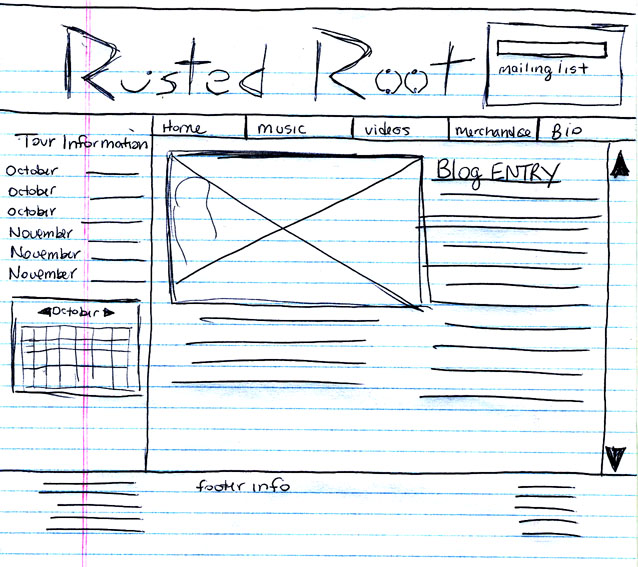 Rusted Root
mailing list
Home music videos Merchandise Bio
Tour Information
October
October
October
November
November
November
October
Blog ENTRY
footer info